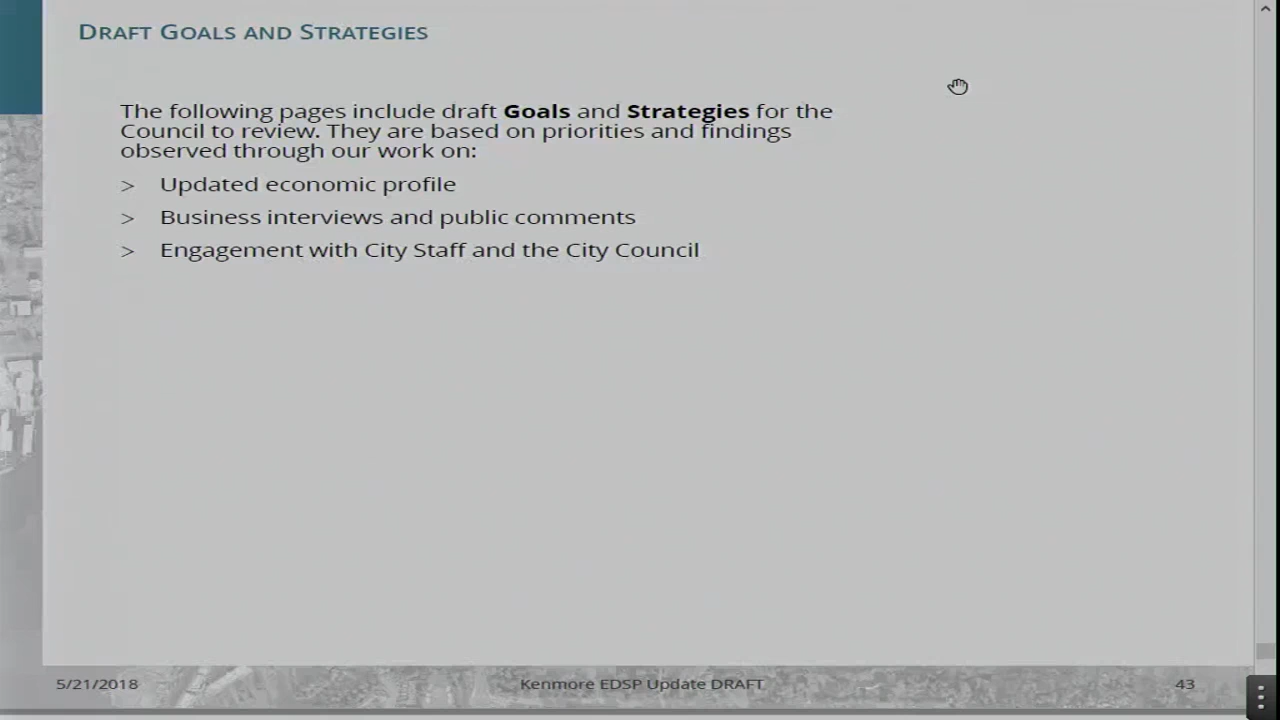 DRAFT GOALS AND STRATEGIES
The following pages include draft Goals and Strategies for the
Council to review. They are based on priorities and findings
observed through our work on:
> Updated economic profile
> Business interviews and public comments
> Engagement with City Staff and the City Council
5/21/2018 Kenmore EDSP Update DRAFT 43